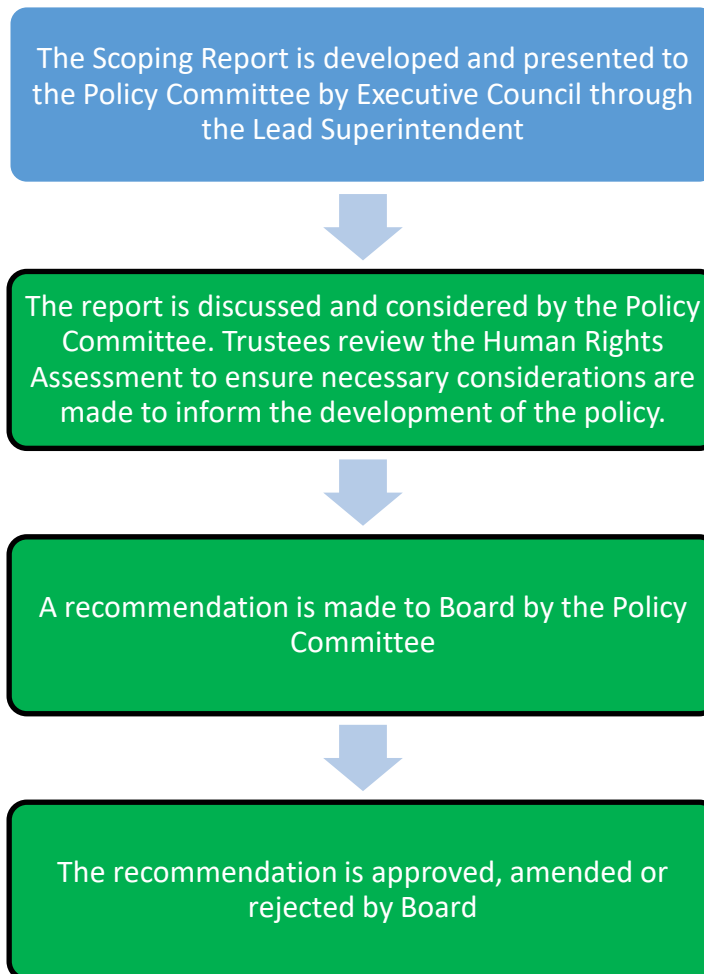 The Scoping Report is developed and presented to
the Policy Committee by Executive Council through
the Lead Superintendent
The report is discussed and considered by the Policy
Committee. Trustees review the Human Rights
Assessment to ensure necessary considerations are
made to inform the development of the policy.
A recommendation is made to Board by the Policy
Committee
The recommendation is approved, amended or
rejected by Board